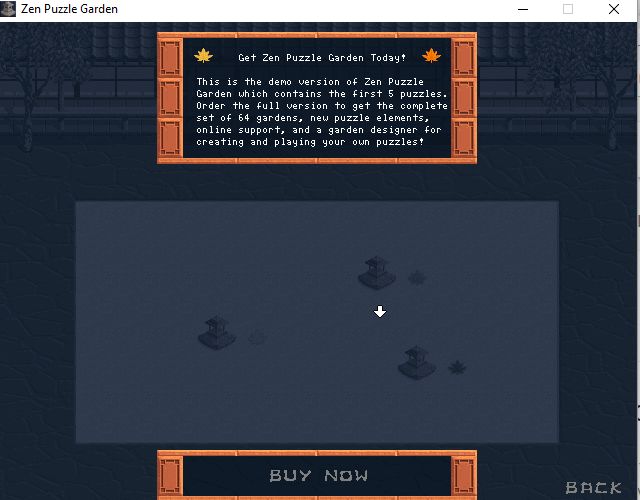 Zen Puzzle Garden
Get Zen Puzzle Garden Today!
This is the demo version of Zen Puzzle
Garden which contains the first 5 puzzles.
Order the full version to get the complete
set of 64 gardens, new puzzle elements,
online support, and a garden designer for
creating and playing your own puzzles!
BUY NOW
BACK